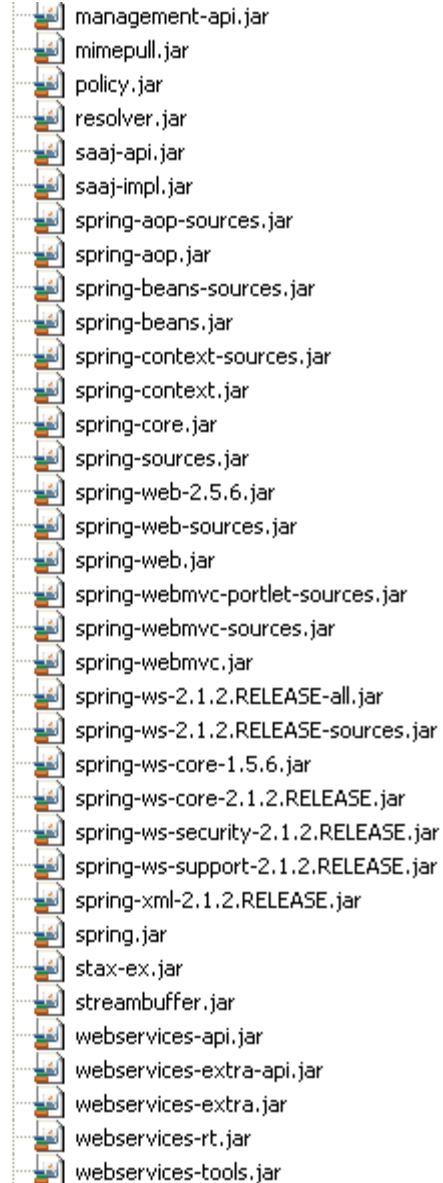 management-api.jar
mimepull.jar
policy.jar
resolver.jar
saaj-api.jar
saaj-impl.jar
spring-aop-sources.jar
spring-aop.jar
spring-beans-sources.jar
spring-beans.jar
spring-context-sources.jar
spring-context.jar
spring-core.jar
spring-sources.jar
spring-web-2.5.6.jar
spring-web-sources.jar
spring-web.jar
spring-webmvc-portlet-sources.jar
spring-webmvc-sources.jar
spring-webmvc.jar
spring-ws-2.1.2.RELEASE-all.jar
spring-ws-2.1.2.RELEASE-sources.jar
spring-ws-core-1.5.6.jar
spring-ws-core-2.1.2.RELEASE.jar
spring-ws-security-2.1.2.RELEASE.jar
spring-ws-support-2.1.2.RELEASE.jar
spring-xml-2.1.2.RELEASE.jar
spring.jar
stax-ex.jar
streambuffer.jar
webservices-api.jar
webservices-extra-api.jar
webservices-extra.jar
webservices-rt.jar
webservices-tools.jar